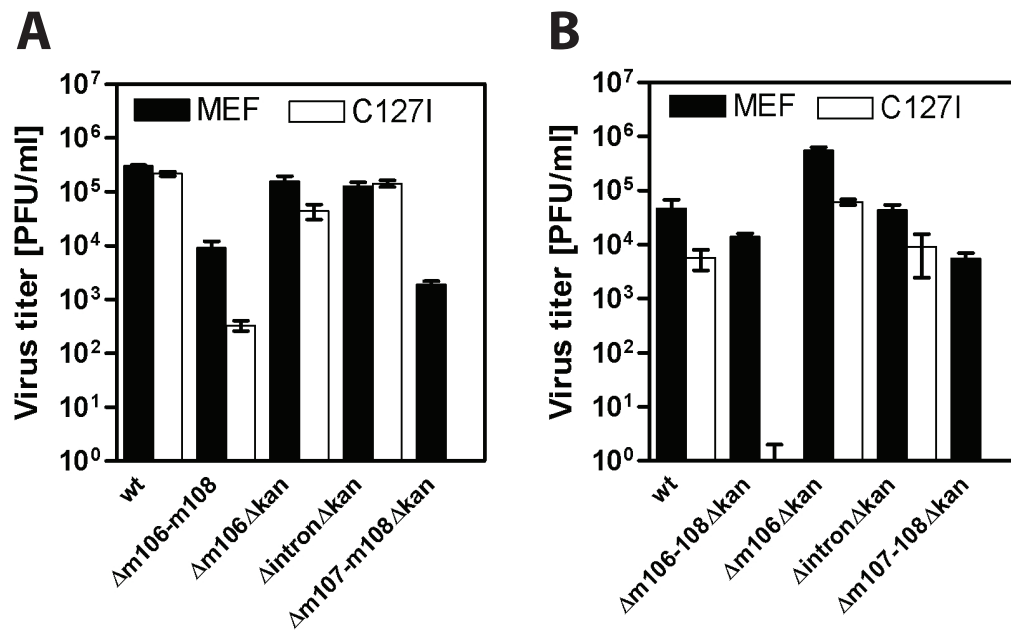 A
Virus titer [PFU/ml]
10⁷
10⁶
10⁵
10⁴
10³
10²
10¹
10⁰
MEF C127I
wt
Δm106-m108
Δm106Δkan
ΔintronΔkan
Δm107-m108Δkan
B
Virus titer [PFU/ml]
10⁷
10⁶
10⁵
10⁴
10³
10²
10¹
10⁰
MEF C127I
wt
Δm106-108Δkan
Δm106Δkan
ΔintronΔkan
Δm107-108Δkan